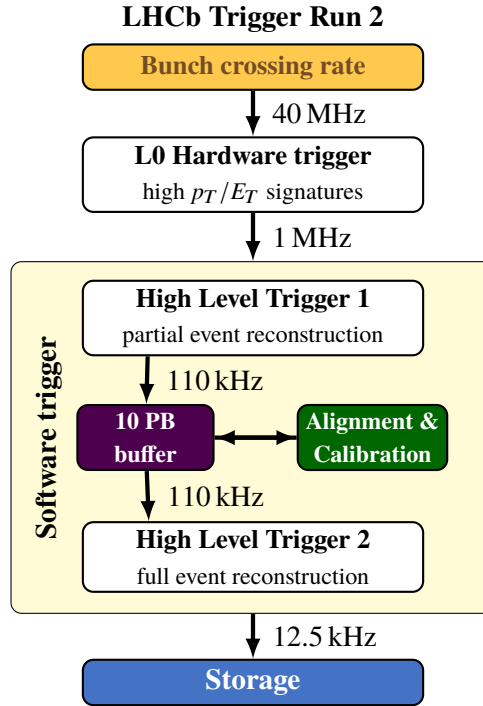 LHCb Trigger Run 2
Bunch crossing rate
40 MHz
L0 Hardware trigger
high p_T/E_T signatures
1 MHz
Software trigger
High Level Trigger 1
partial event reconstruction
110 kHz
10 PB
buffer
Alignment &
Calibration
110 kHz
High Level Trigger 2
full event reconstruction
12.5 kHz
Storage